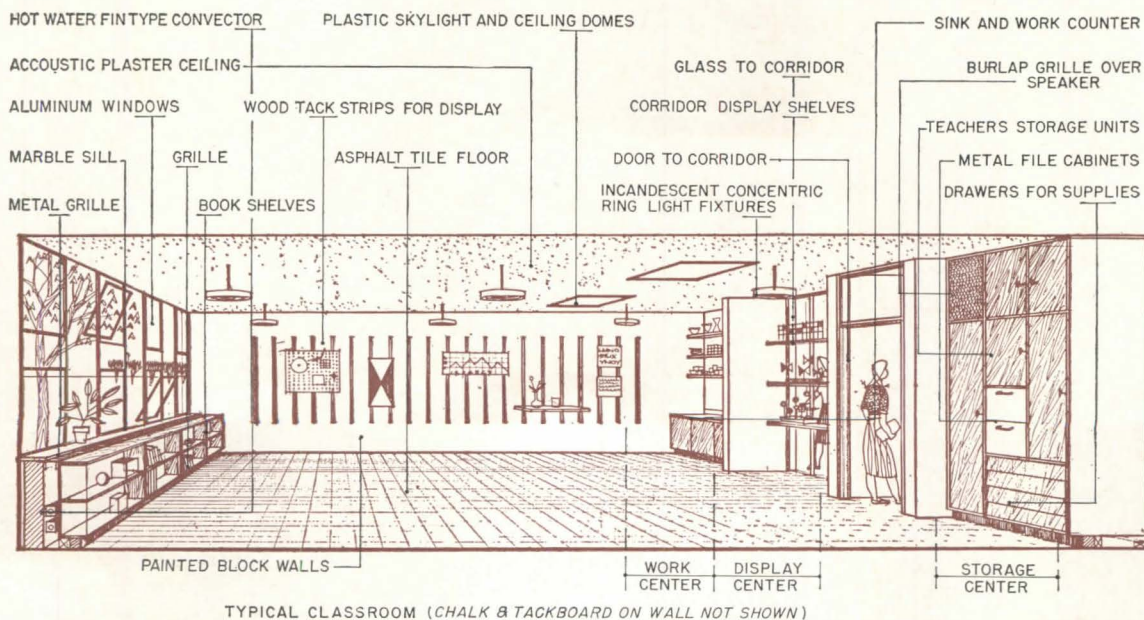 HOT WATER FIN TYPE CONVECTOR
PLASTIC SKYLIGHT AND CEILING DOMES
SINK AND WORK COUNTER
ACCOUSTIC PLASTER CEILING
GLASS TO CORRIDOR
BURLAP GRILLE OVER
SPEAKER
ALUMINUM WINDOWS
WOOD TACK STRIPS FOR DISPLAY
CORRIDOR DISPLAY SHELVES
TEACHERS STORAGE UNITS
MARBLE SILL
GRILLE
ASPHALT TILE FLOOR
DOOR TO CORRIDOR
METAL FILE CABINETS
METAL GRILLE
BOOK SHELVES
INCANDESCENT CONCENTRIC
RING LIGHT FIXTURES
DRAWERS FOR SUPPLIES
PAINTED BLOCK WALLS
WORK
CENTER
DISPLAY
CENTER
STORAGE
CENTER
TYPICAL CLASSROOM (CHALK & TACKBOARD ON WALL NOT SHOWN)